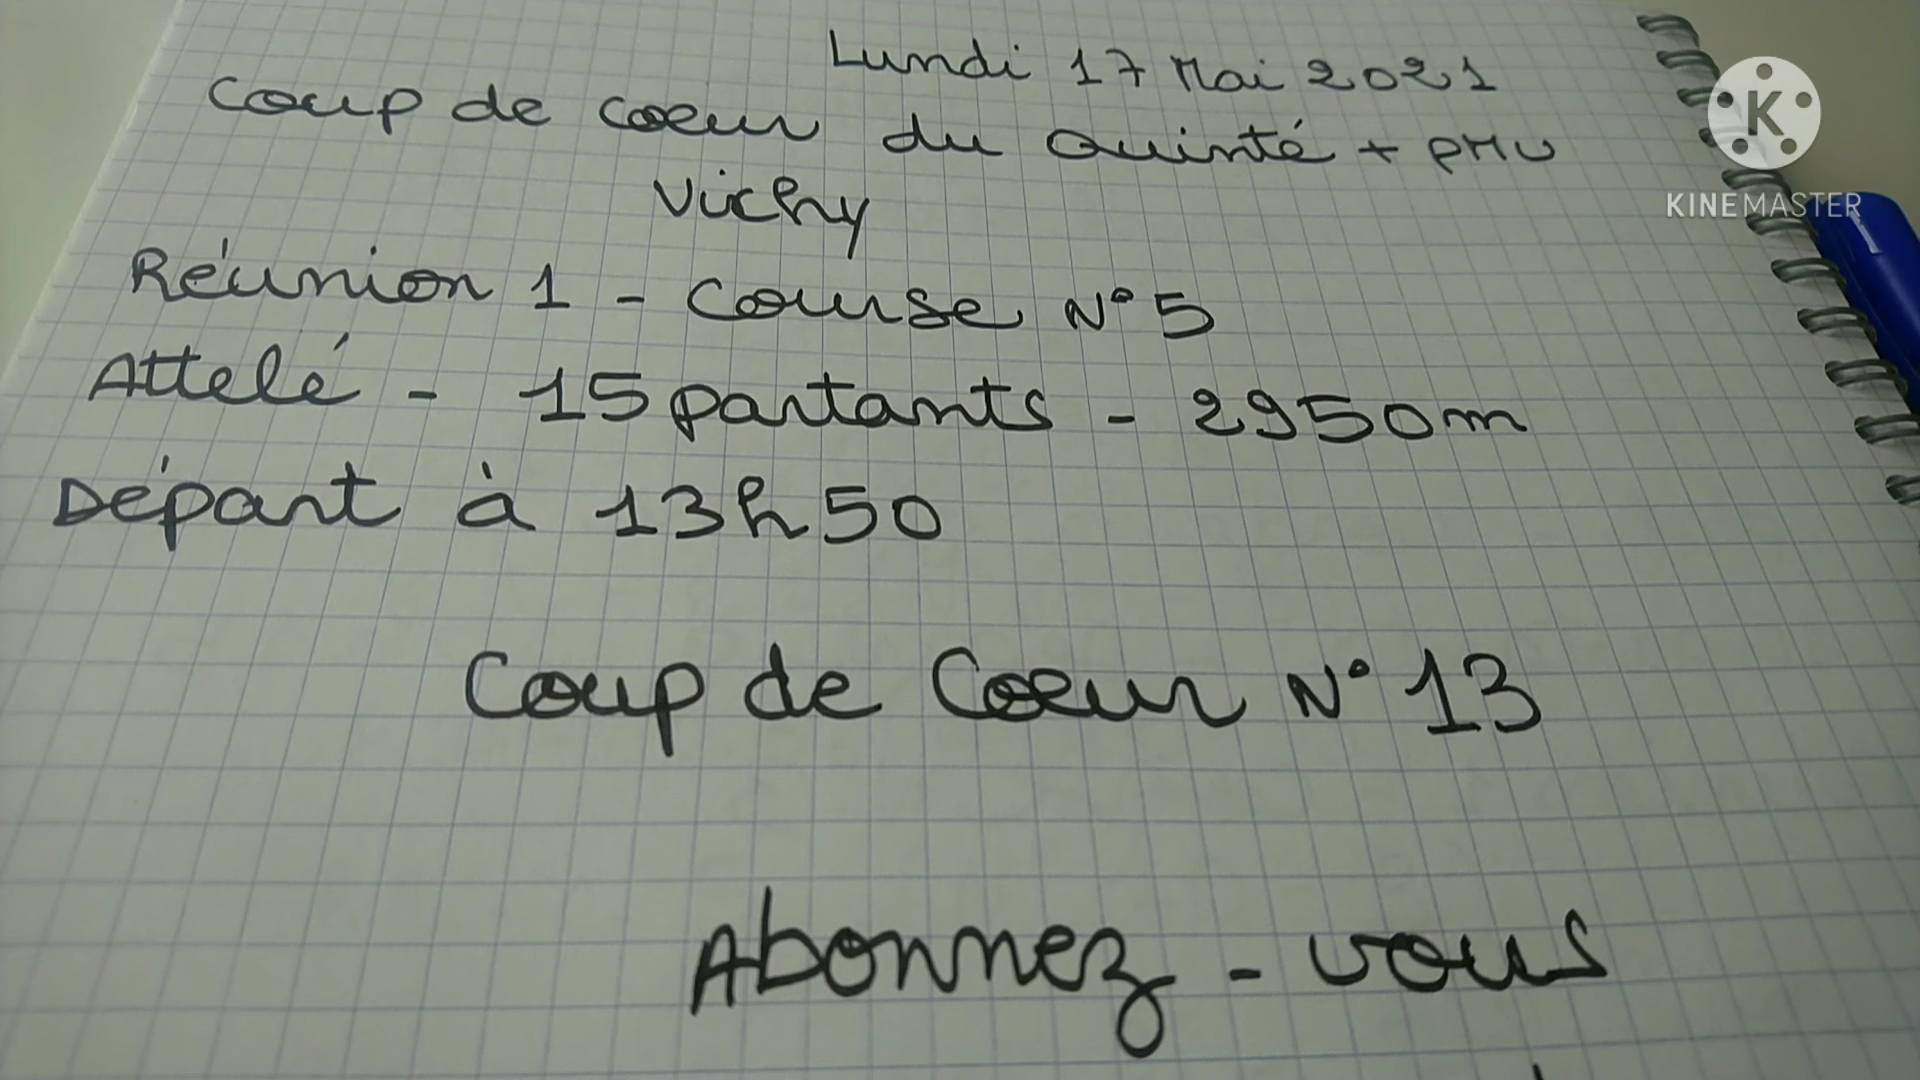 Lundi 17 Mai 2021
Coup de coeur du Quinté + PMU
Vichy
Réunion 1 - Course N° 5
Attelé - 15 partants - 2950m
Départ à 13h50
Coup de Coeur N° 13
Abonnez-vous
K
KINEMASTER